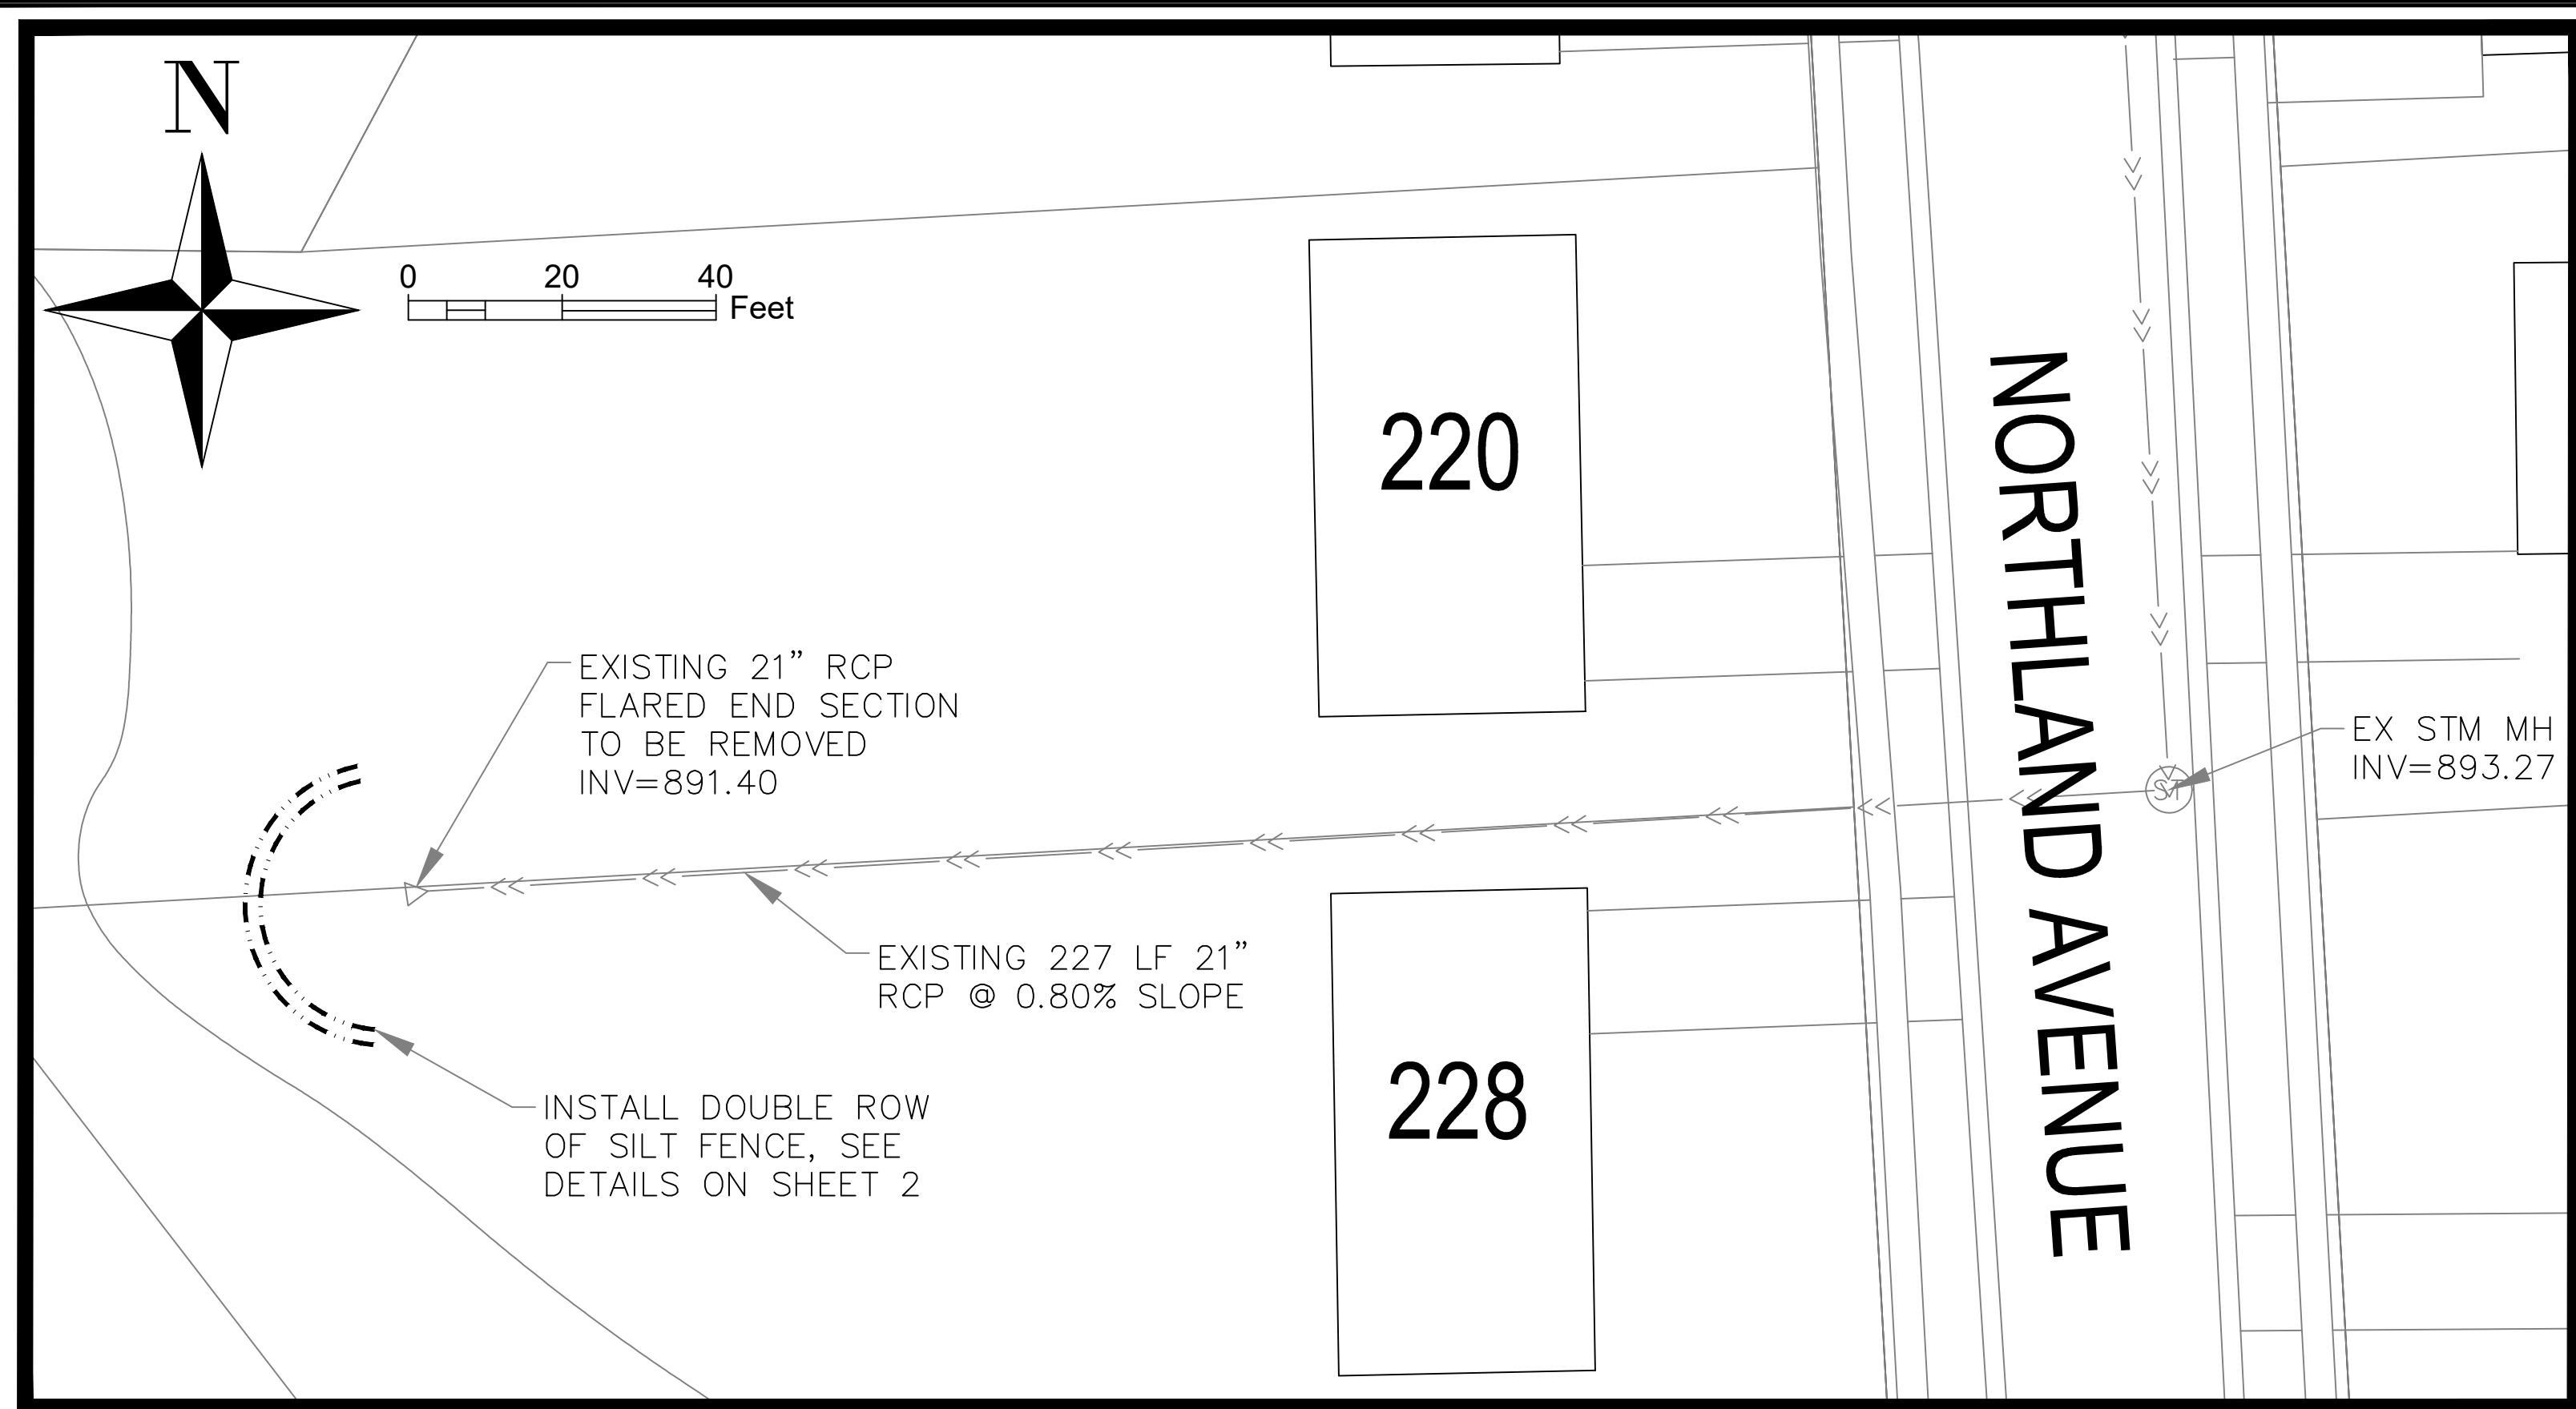 N
0 20 40
Feet
220
NORTHLAND AVENUE
EXISTING 21” RCP
FLARED END SECTION
TO BE REMOVED
INV=891.40
EX STM MH
INV=893.27
ST
EXISTING 227 LF 21”
RCP @ 0.80% SLOPE
228
INSTALL DOUBLE ROW
OF SILT FENCE, SEE
DETAILS ON SHEET 2